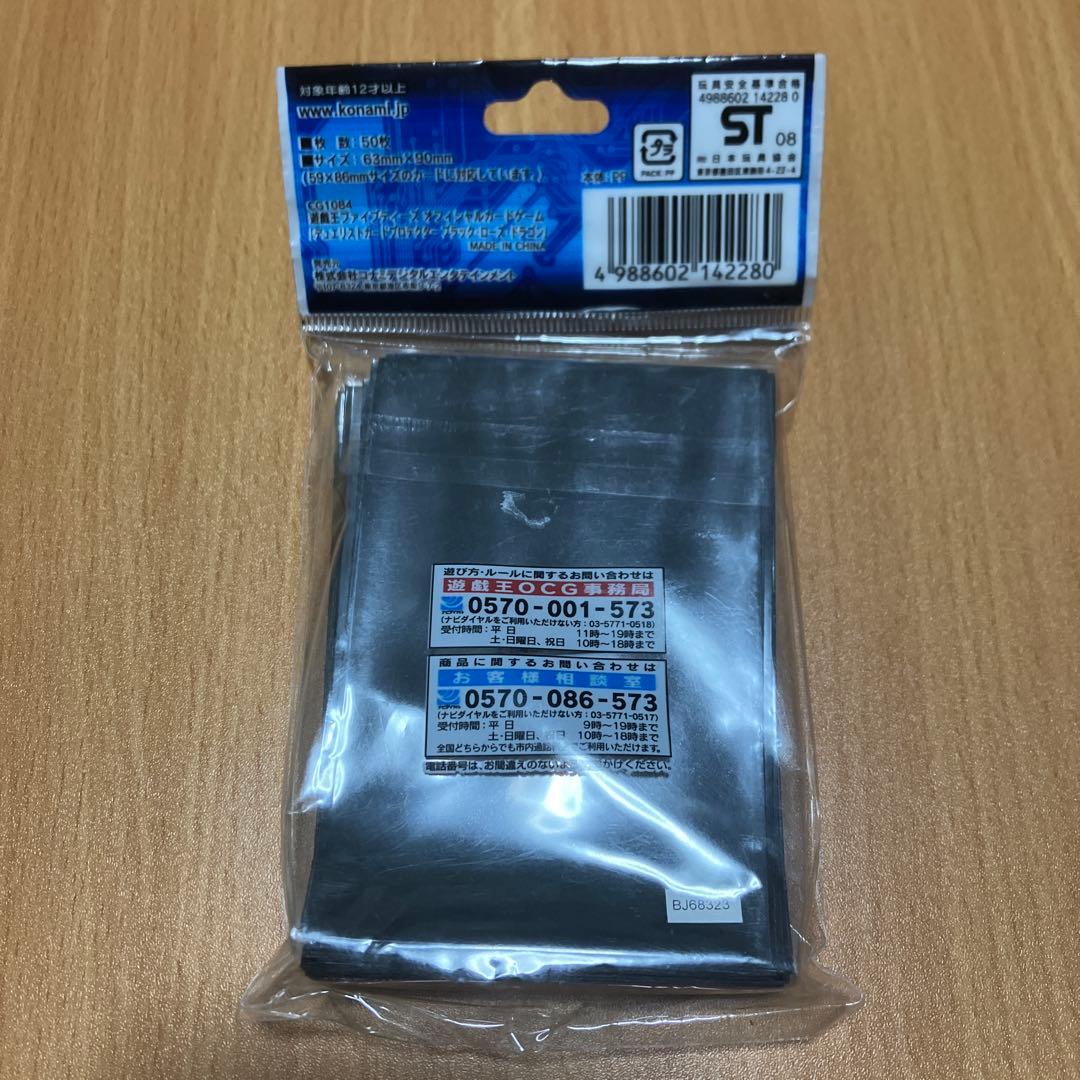 対象年齢12才以上
www.konami.jp
■枚 数：50枚
■サイズ：63mm×90mm
(59×86mmサイズのカードに対応しています。)
CG1084
遊戯王ファイブディーズ オフィシャルカードゲーム
[デュエリストカードプロテクター ブラック・ローズ・ドラゴン]
MADE IN CHINA
発売元
株式会社コナミデジタルエンタテインメント
プラ
PACK: PP
本体: PP
玩具安全基準合格
4988602 14228 0
ST 08
㈳日本玩具協会
東京都墨田区東駒形4-22-4
4 988602 142280
遊び方・ルールに関するお問い合わせは
遊戯王OCG事務局
0570-001-573
(ナビダイヤルをご利用いただけない方：03-5771-0518)
受付時間：平 日 11時～19時まで
土・日曜日、祝日 10時～18時まで
商品に関するお問い合わせは
お客様相談室
0570-086-573
(ナビダイヤルをご利用いただけない方：03-5771-0517)
受付時間：平 日 9時～19時まで
土・日曜日、祝日 10時～18時まで
全国どちらからでも市内通話 ご利用いただけます。
電話番号は、お間違えのないよ かけください。
BJ68323